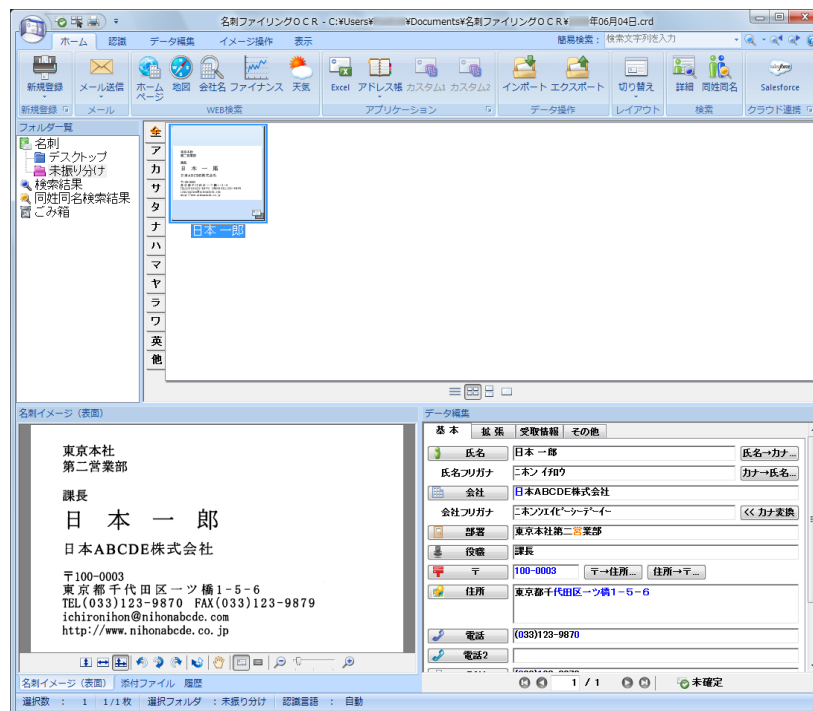 名刺ファイリングOCR - C:¥Users¥ ¥Documents¥名刺ファイリングOCR¥ 年06月04日.crd
ホーム 認識 データ編集 イメージ操作 表示 簡易検索： 検索文字列を入力
新規登録 メール送信 ホームページ 地図 会社名 ファイナンス 天気 Excel アドレス帳 カスタム1 カスタム2 インポート エクスポート 切り替え 詳細 同姓同名 Salesforce
新規登録 メール WEB検索 アプリケーション データ操作 レイアウト 検索 クラウド連携
フォルダ一覧
名刺
デスクトップ
未振り分け
検索結果
同姓同名検索結果
ごみ箱
全
ア
カ
サ
タ
ナ
ハ
マ
ヤ
ラ
ワ
英
他
日本 一郎
名刺イメージ（表面）
東京本社
第二営業部
課長
日 本 一 郎
日本ABCDE株式会社
〒100-0003
東京都千代田区一ツ橋1-5-6
TEL(033)123-9870 FAX(033)123-9879
ichironihon@nihonabcde.com
http://www.nihonabcde.co.jp
名刺イメージ（表面） 添付ファイル 履歴
データ編集
基本 拡張 受取情報 その他
氏名 日本 一郎 氏名→カナ...
氏名フリガナ ニホン イチロウ カナ→氏名...
会社 日本ABCDE株式会社
会社フリガナ ニホンエイビーシーデーイー << カナ変換
部署 東京本社第二営業部
役職 課長
〒 100-0003 〒→住所... 住所→〒...
住所 東京都千代田区一ツ橋1－5－6
電話 (033)123-9870
電話2
1 / 1 未確定
選択数 ： 1 1/1枚 選択フォルダ ：未振り分け 認識言語 ： 自動